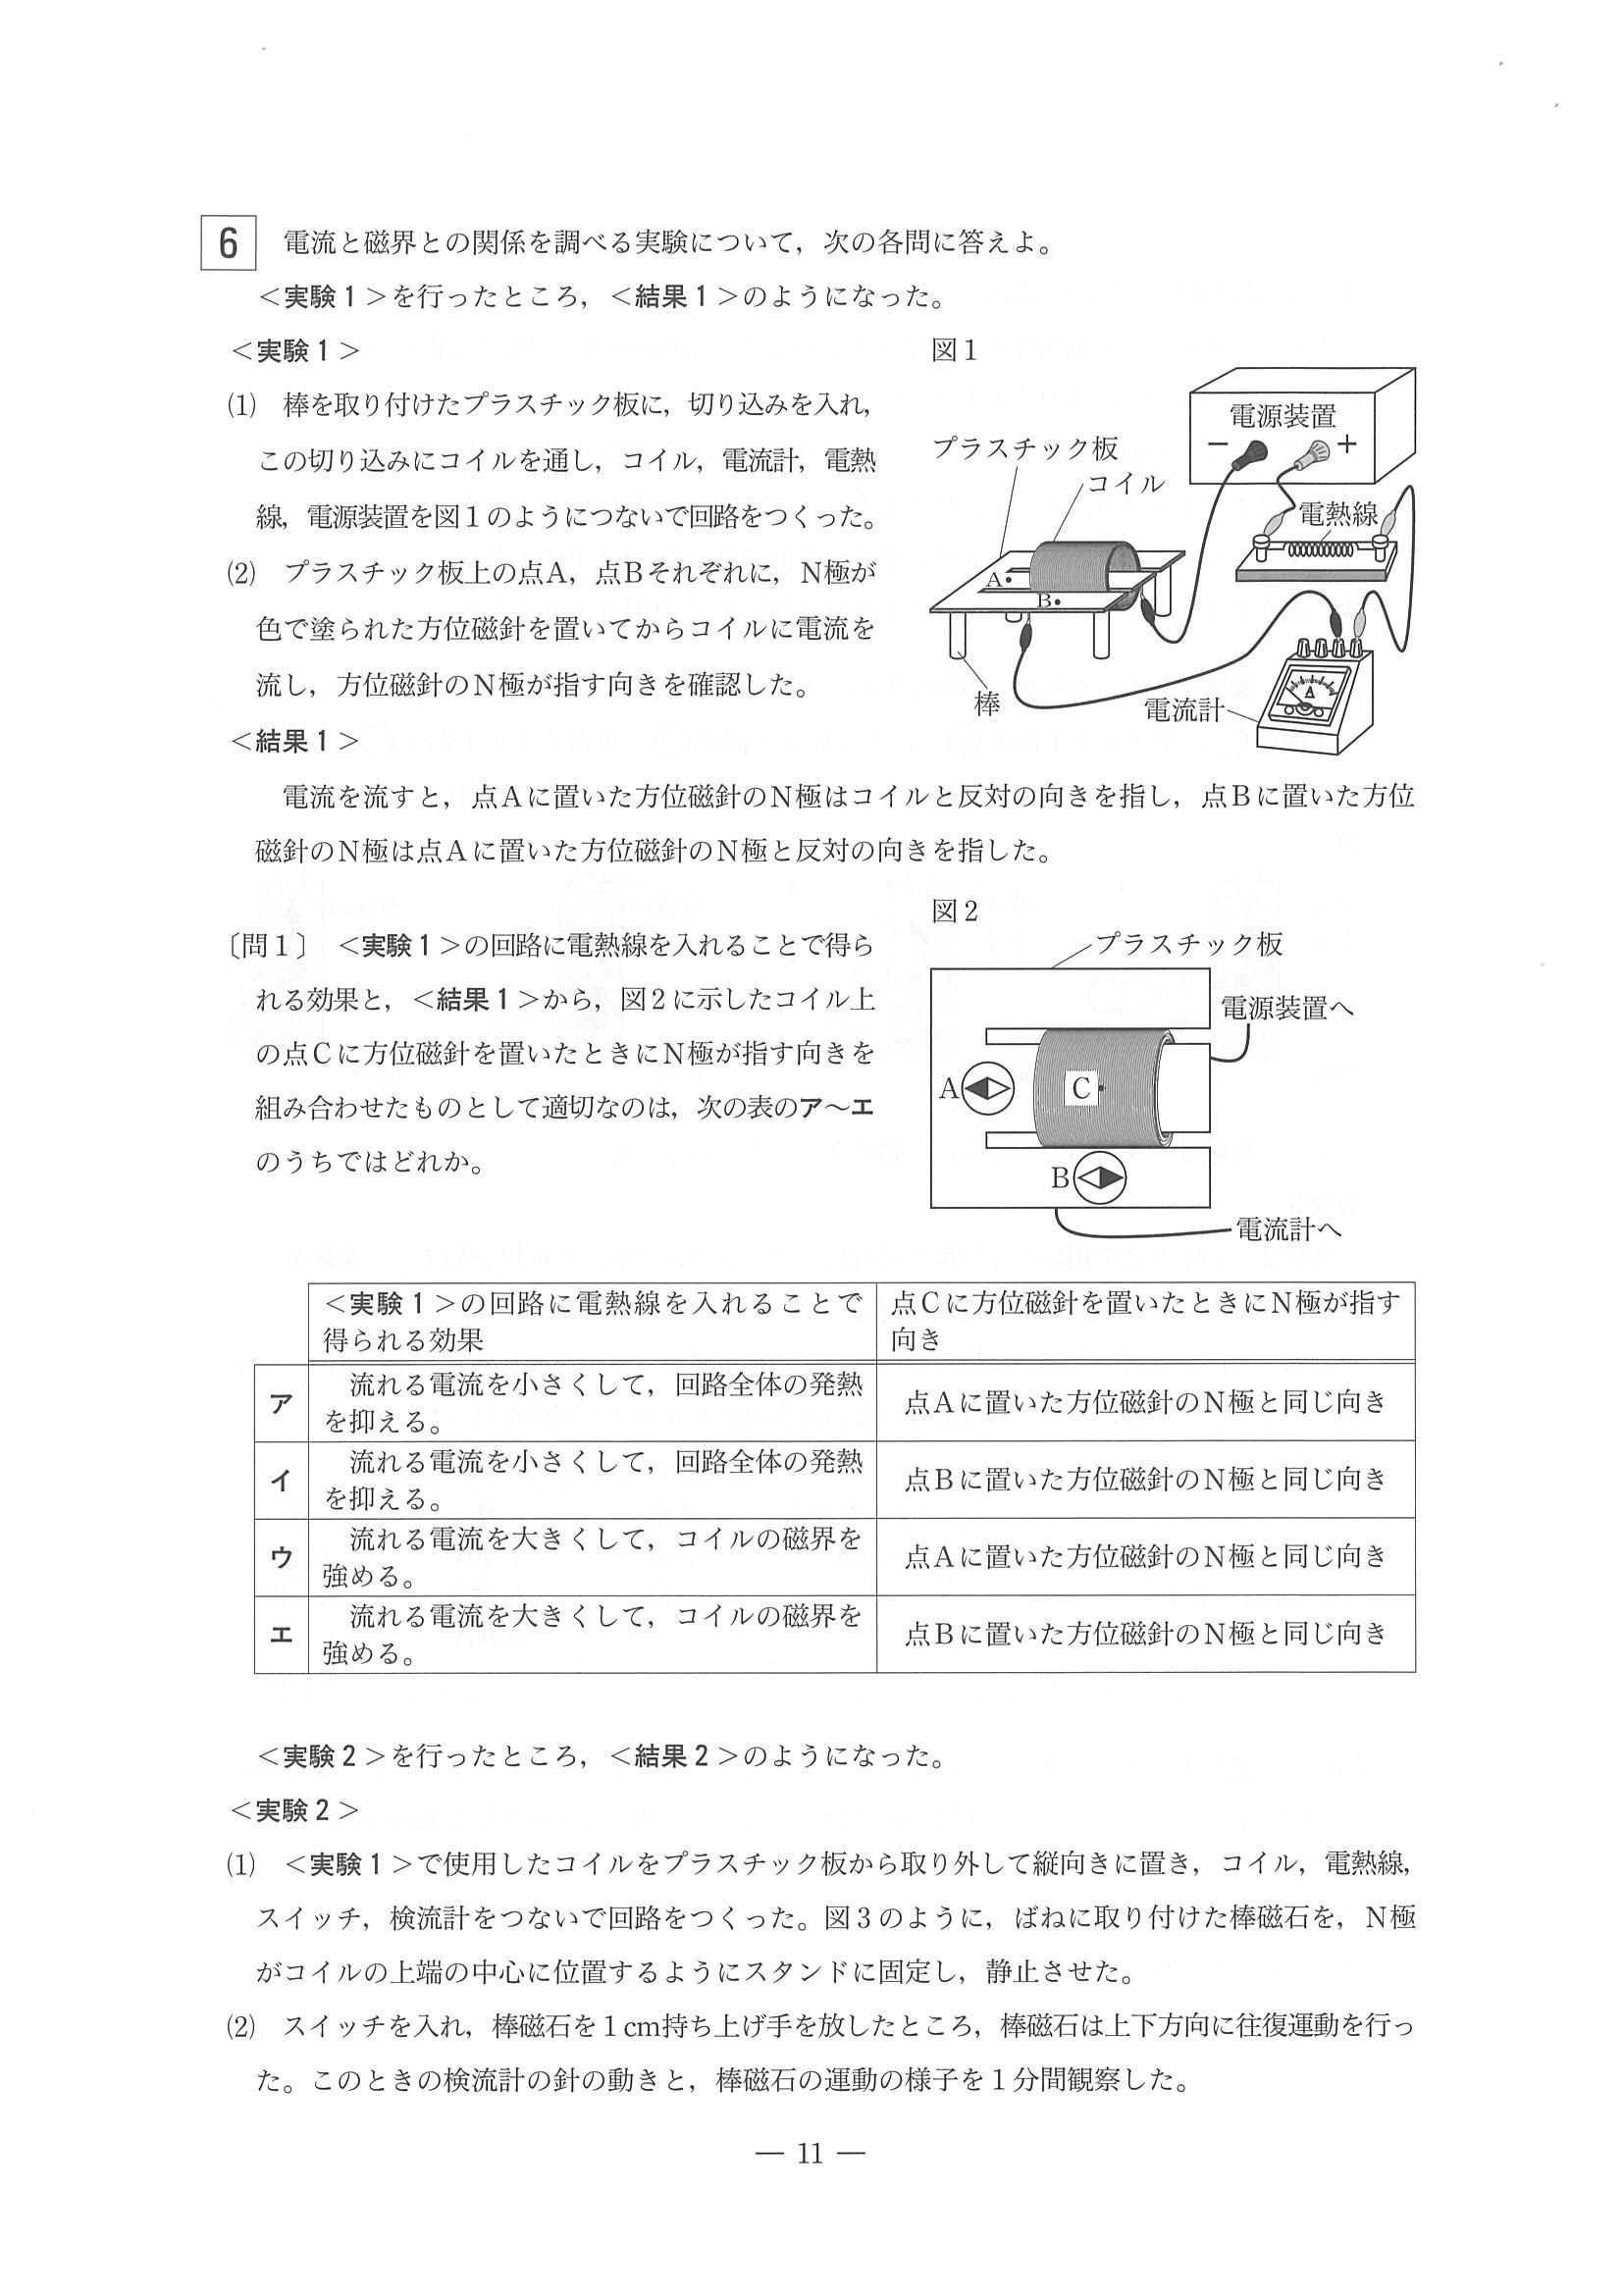 6 電流と磁界との関係を調べる実験について，次の各問に答えよ。
＜実験1＞を行ったところ，＜結果1＞のようになった。
＜実験1＞
(1) 棒を取り付けたプラスチック板に，切り込みを入れ，
この切り込みにコイルを通し，コイル，電流計，電熱
線，電源装置を図1のようにつないで回路をつくった。
(2) プラスチック板上の点A，点Bそれぞれに，N極が
色で塗られた方位磁針を置いてからコイルに電流を
流し，方位磁針のN極が指す向きを確認した。
図1
電源装置
− ＋
プラスチック板
コイル
電熱線
A
B
棒
電流計
A
＜結果1＞
電流を流すと，点Aに置いた方位磁針のN極はコイルと反対の向きを指し，点Bに置いた方位
磁針のN極は点Aに置いた方位磁針のN極と反対の向きを指した。
〔問1〕 ＜実験1＞の回路に電熱線を入れることで得ら
れる効果と，＜結果1＞から，図2に示したコイル上
の点Cに方位磁針を置いたときにN極が指す向きを
組み合わせたものとして適切なのは，次の表のア〜エ
のうちではどれか。
図2
プラスチック板
電源装置へ
A
C
B
電流計へ
＜実験1＞の回路に電熱線を入れることで
得られる効果
点Cに方位磁針を置いたときにN極が指す
向き
ア
流れる電流を小さくして，回路全体の発熱
を抑える。
点Aに置いた方位磁針のN極と同じ向き
イ
流れる電流を小さくして，回路全体の発熱
を抑える。
点Bに置いた方位磁針のN極と同じ向き
ウ
流れる電流を大きくして，コイルの磁界を
強める。
点Aに置いた方位磁針のN極と同じ向き
エ
流れる電流を大きくして，コイルの磁界を
強める。
点Bに置いた方位磁針のN極と同じ向き
＜実験2＞を行ったところ，＜結果2＞のようになった。
＜実験2＞
(1) ＜実験1＞で使用したコイルをプラスチック板から取り外して縦向きに置き，コイル，電熱線，
スイッチ，検流計をつないで回路をつくった。図3のように，ばねに取り付けた棒磁石を，N極
がコイルの上端の中心に位置するようにスタンドに固定し，静止させた。
(2) スイッチを入れ，棒磁石を1cm持ち上げ手を放したところ，棒磁石は上下方向に往復運動を行っ
た。このときの検流計の針の動きと，棒磁石の運動の様子を1分間観察した。
― 11 ―